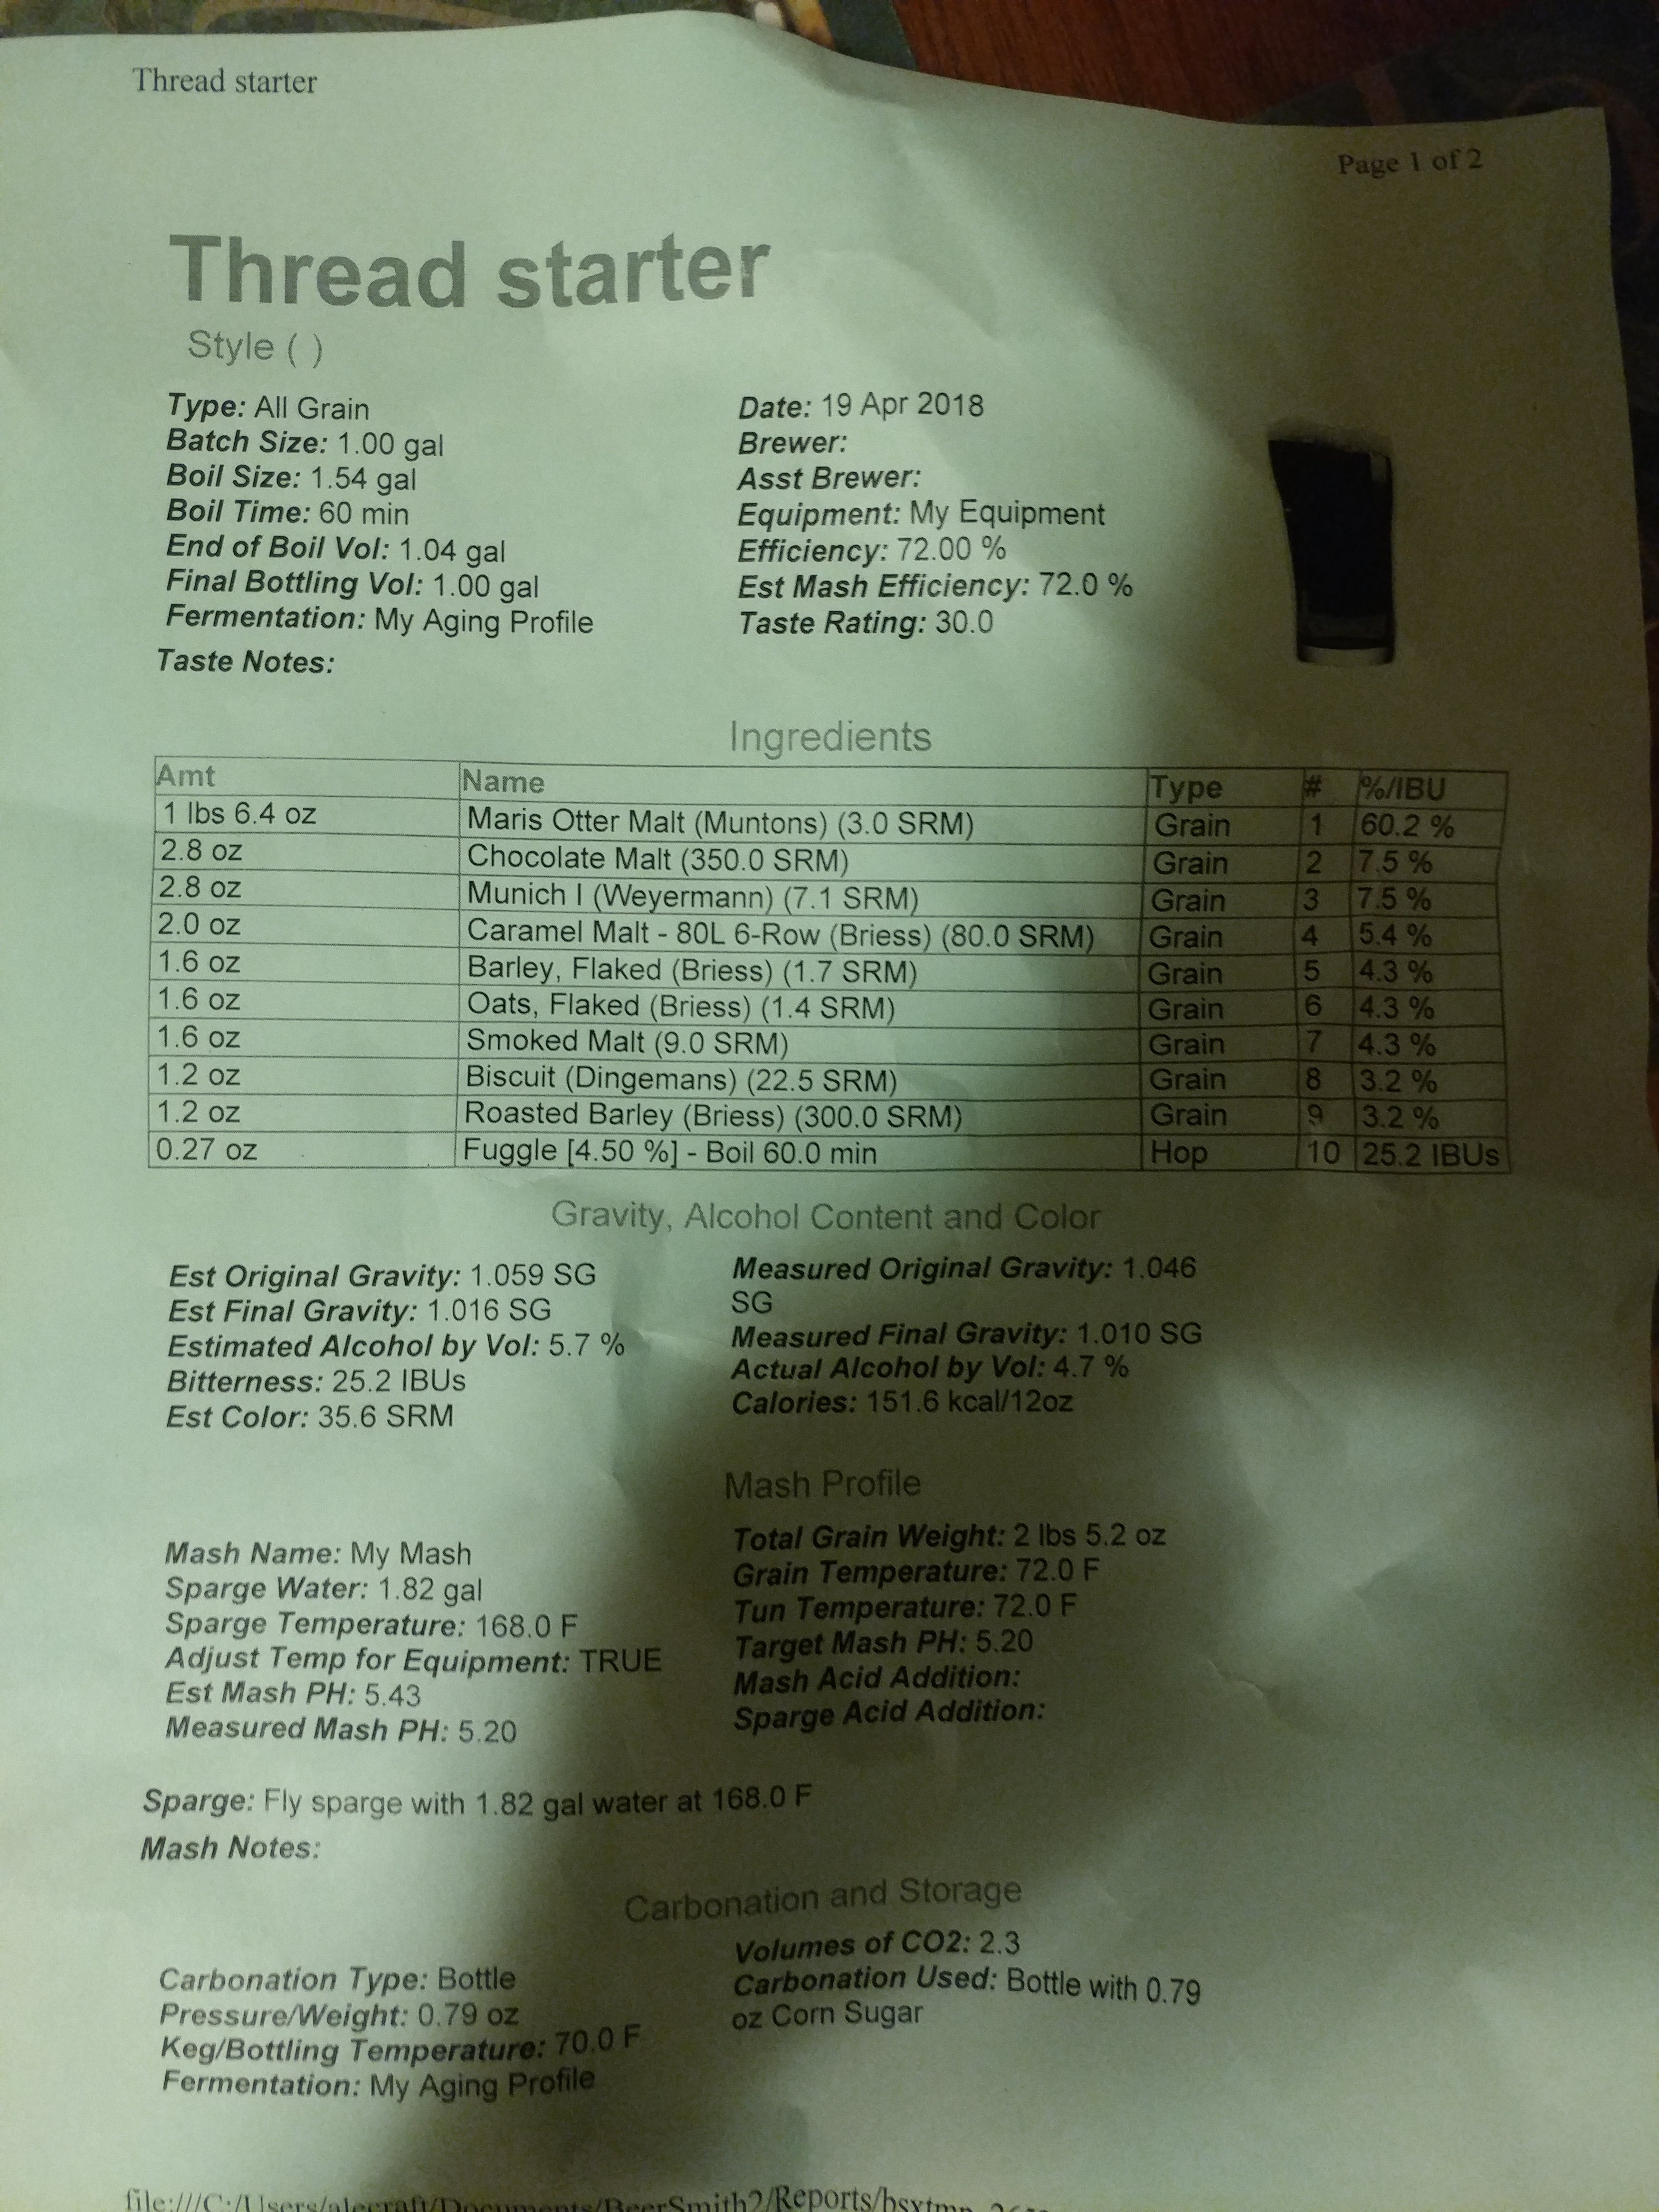 Thread starter
Page 1 of 2
Thread starter
Style ( )
Type: All Grain
Batch Size: 1.00 gal
Boil Size: 1.54 gal
Boil Time: 60 min
End of Boil Vol: 1.04 gal
Final Bottling Vol: 1.00 gal
Fermentation: My Aging Profile
Taste Notes:
Date: 19 Apr 2018
Brewer:
Asst Brewer:
Equipment: My Equipment
Efficiency: 72.00 %
Est Mash Efficiency: 72.0 %
Taste Rating: 30.0
Ingredients
Amt Name Type # %/IBU
1 lbs 6.4 oz Maris Otter Malt (Muntons) (3.0 SRM) Grain 1 60.2 %
2.8 oz Chocolate Malt (350.0 SRM) Grain 2 7.5 %
2.8 oz Munich I (Weyermann) (7.1 SRM) Grain 3 7.5 %
2.0 oz Caramel Malt - 80L 6-Row (Briess) (80.0 SRM) Grain 4 5.4 %
1.6 oz Barley, Flaked (Briess) (1.7 SRM) Grain 5 4.3 %
1.6 oz Oats, Flaked (Briess) (1.4 SRM) Grain 6 4.3 %
1.6 oz Smoked Malt (9.0 SRM) Grain 7 4.3 %
1.2 oz Biscuit (Dingemans) (22.5 SRM) Grain 8 3.2 %
1.2 oz Roasted Barley (Briess) (300.0 SRM) Grain 9 3.2 %
0.27 oz Fuggle [4.50 %] - Boil 60.0 min Hop 10 25.2 IBUs
Gravity, Alcohol Content and Color
Est Original Gravity: 1.059 SG
Est Final Gravity: 1.016 SG
Estimated Alcohol by Vol: 5.7 %
Bitterness: 25.2 IBUs
Est Color: 35.6 SRM
Measured Original Gravity: 1.046
SG
Measured Final Gravity: 1.010 SG
Actual Alcohol by Vol: 4.7 %
Calories: 151.6 kcal/12oz
Mash Profile
Mash Name: My Mash
Sparge Water: 1.82 gal
Sparge Temperature: 168.0 F
Adjust Temp for Equipment: TRUE
Est Mash PH: 5.43
Measured Mash PH: 5.20
Total Grain Weight: 2 lbs 5.2 oz
Grain Temperature: 72.0 F
Tun Temperature: 72.0 F
Target Mash PH: 5.20
Mash Acid Addition:
Sparge Acid Addition:
Sparge: Fly sparge with 1.82 gal water at 168.0 F
Mash Notes:
Carbonation and Storage
Carbonation Type: Bottle
Pressure/Weight: 0.79 oz
Keg/Bottling Temperature: 70.0 F
Fermentation: My Aging Profile
Volumes of CO2: 2.3
Carbonation Used: Bottle with 0.79
oz Corn Sugar
file:///C:/Users/alecraft/Documents/BeerSmith2/Reports/